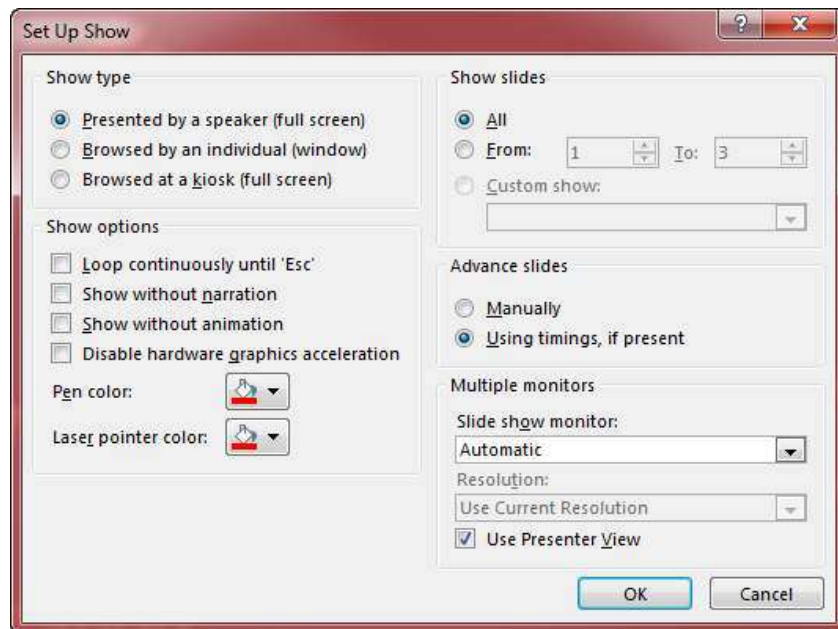 Set Up Show
?
Show type
Presented by a speaker (full screen)
Browsed by an individual (window)
Browsed at a kiosk (full screen)
Show options
Loop continuously until 'Esc'
Show without narration
Show without animation
Disable hardware graphics acceleration
Pen color:
Laser pointer color:
Show slides
All
From: 1 To: 3
Custom show:
Advance slides
Manually
Using timings, if present
Multiple monitors
Slide show monitor:
Automatic
Resolution:
Use Current Resolution
Use Presenter View
OK Cancel